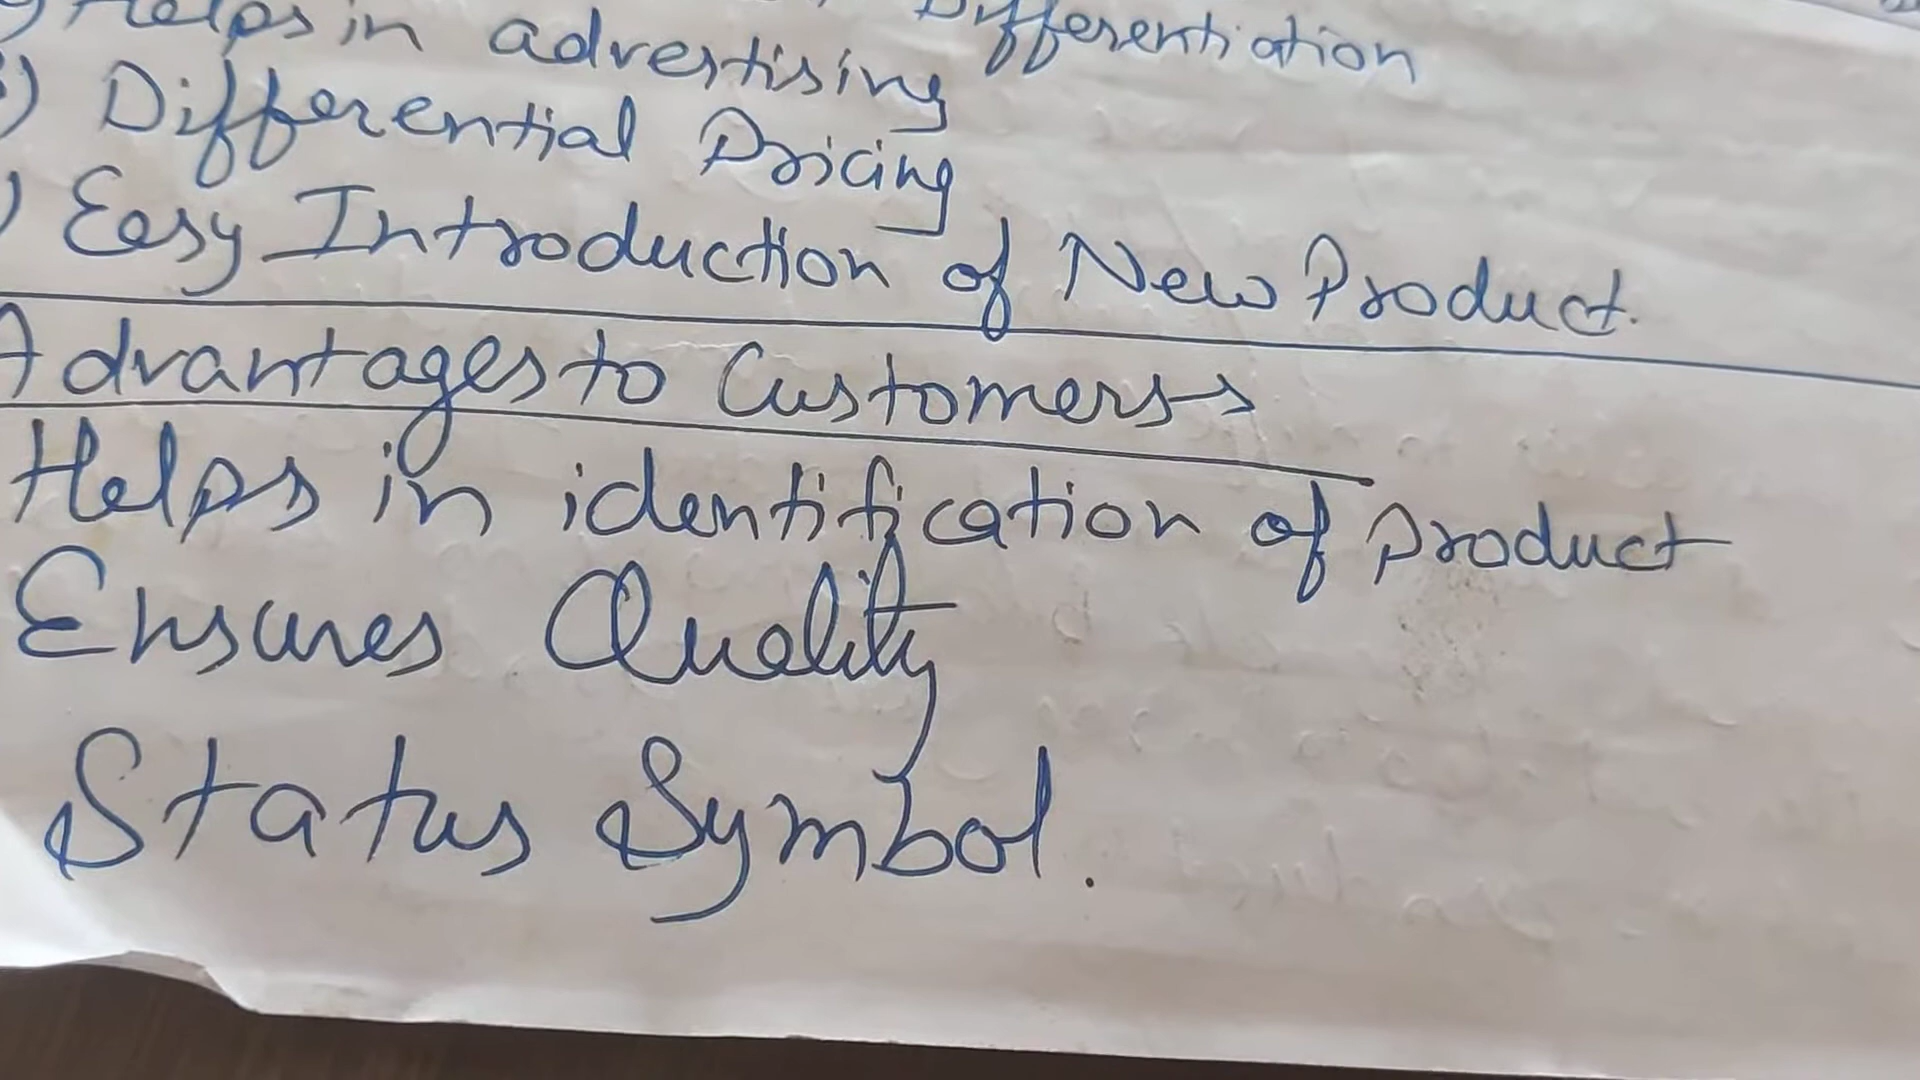 Differentiation
Helps in advertising
) Differential Pricing
) Easy Introduction of New Product.
Advantages to Customers→
Helps in identification of product
Ensures Quality
Status Symbol.